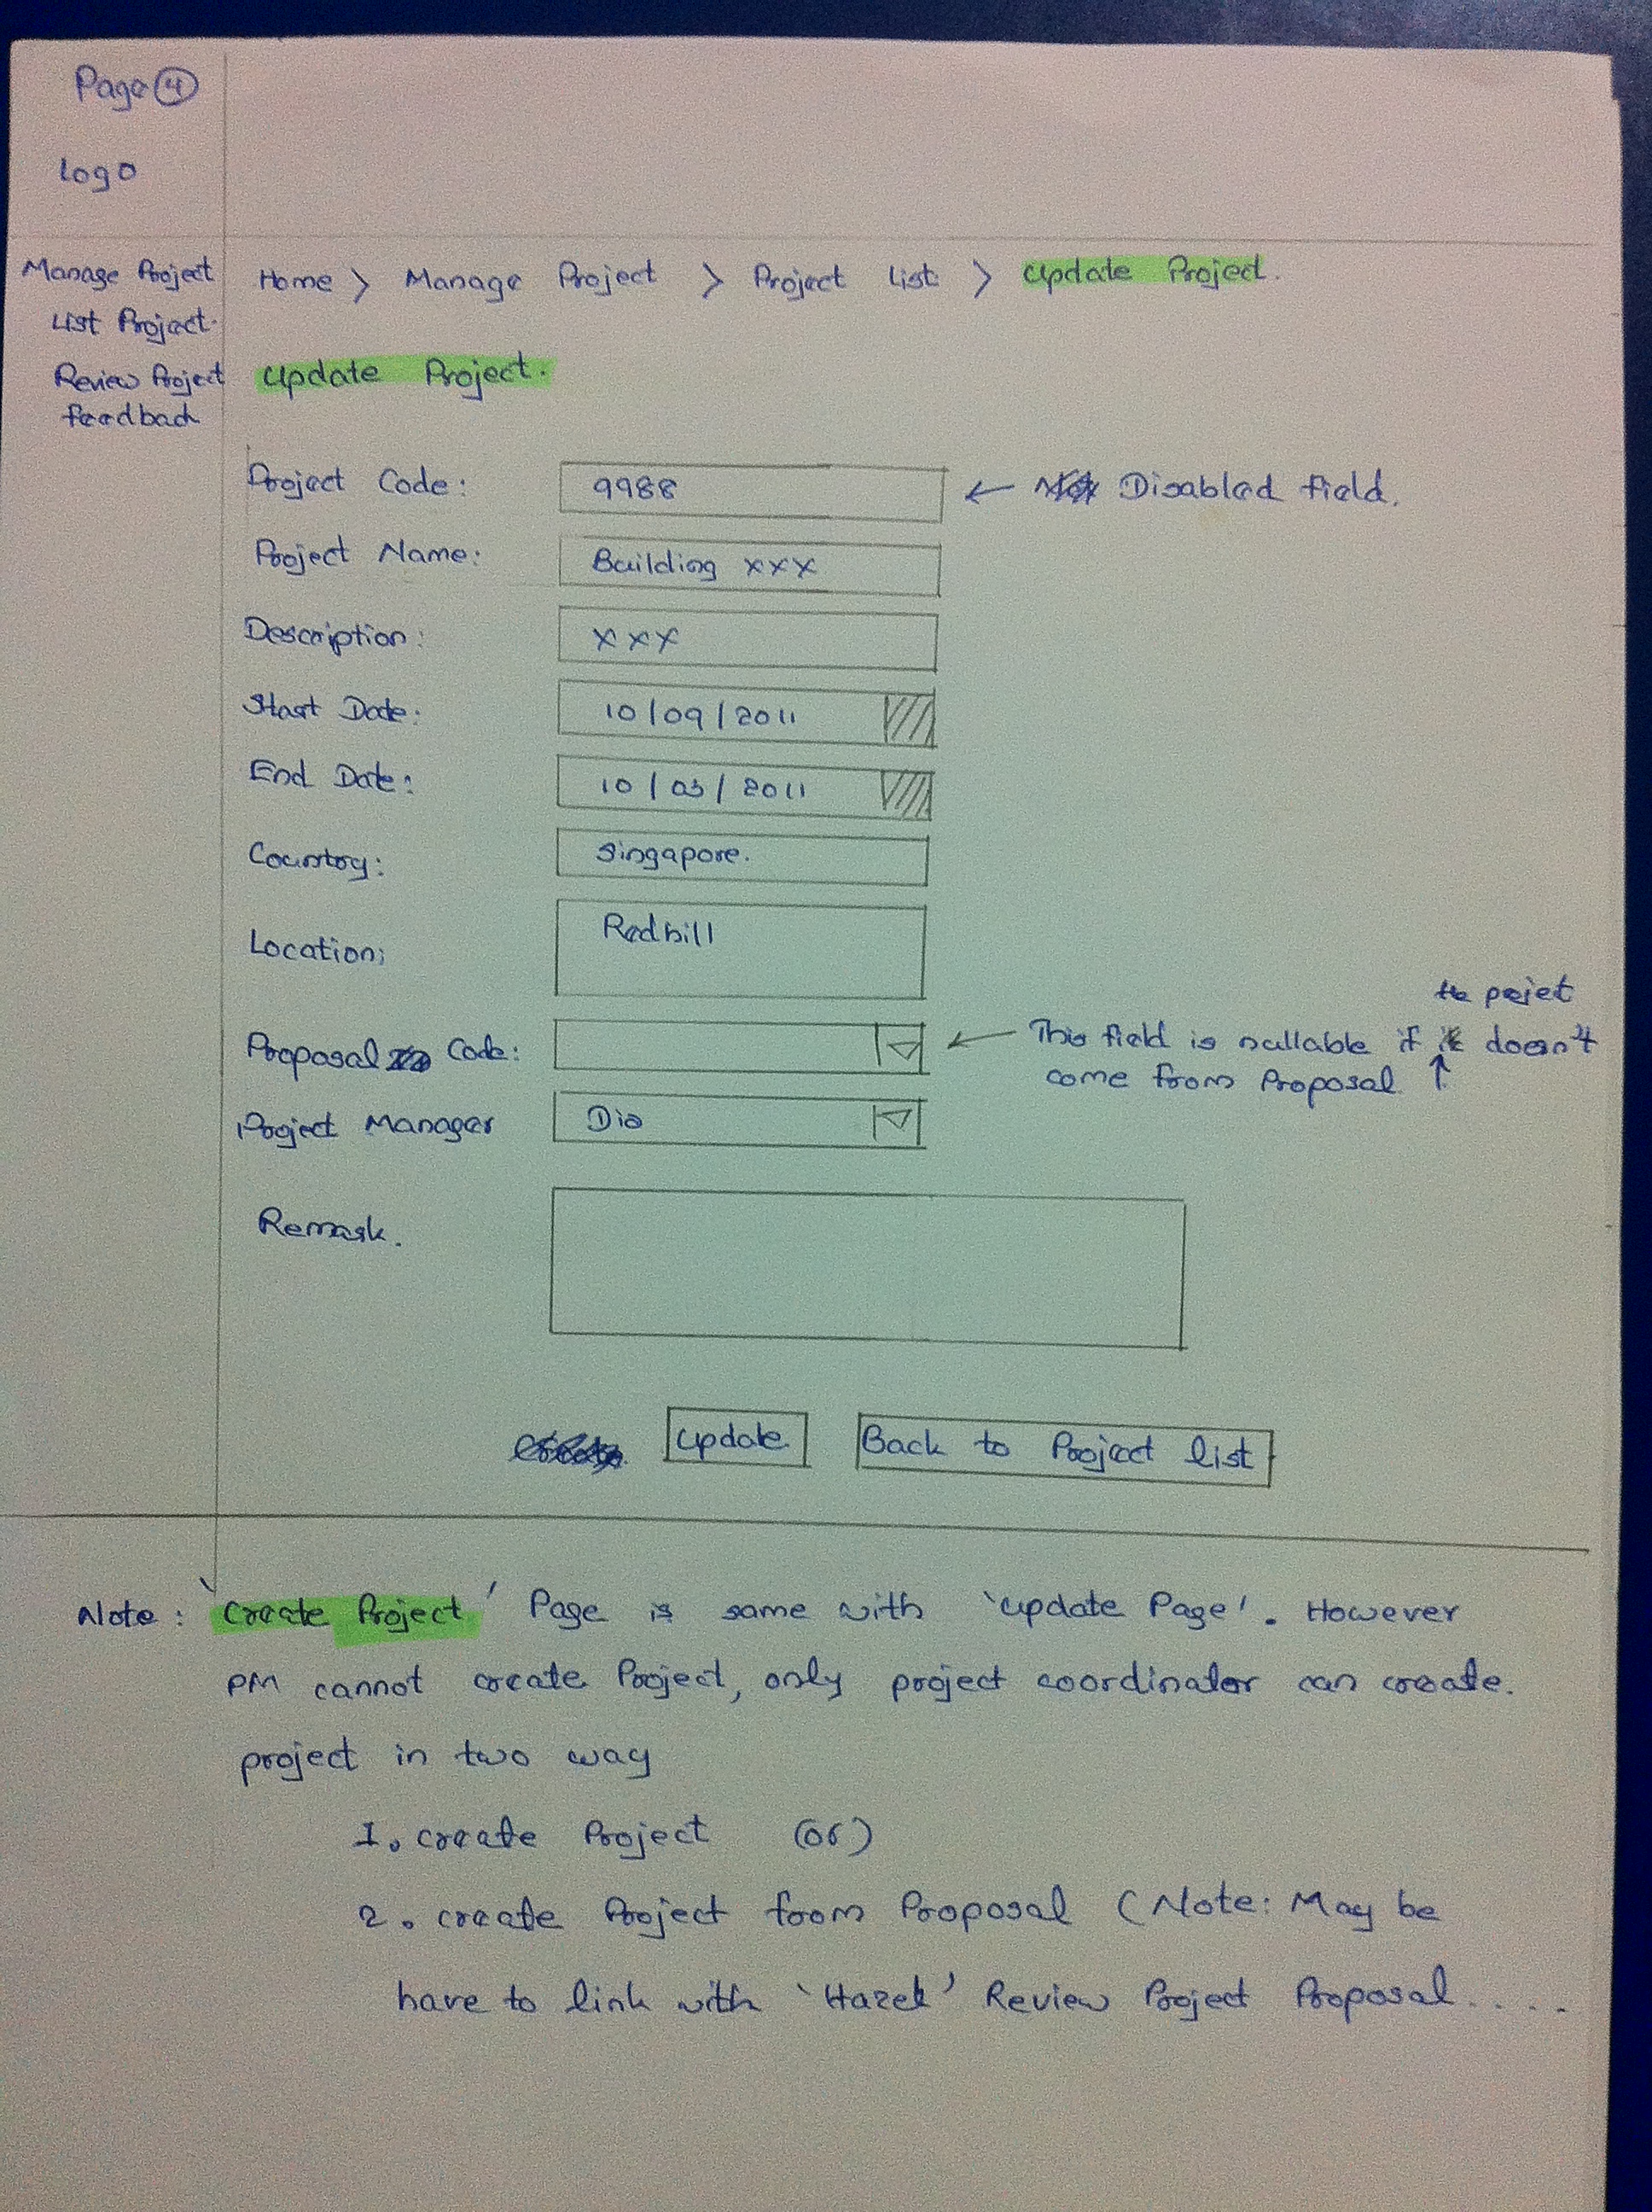 Page 4
logo
Manage Project
List Project.
Review Project
feedback
Home > Manage Project > Project List > Update Project.
Update Project.
Project Code: 9988 ← Disabled field.
Project Name: Building xxx
Description: xxx
Start Date: 10/09/2011
End Date: 10/03/2011
Country: Singapore.
Location: Redhill
the projet
Proposal Code: ← This field is nullable if doesn't
come from Proposal ↑
Project Manager Dio
Remark.
Update Back to Project list
Note: 'Create Project' Page is same with 'Update Page'. However
PM cannot create Project, only project coordinator can create.
project in two way
1. create Project (or)
2. create Project from Proposal (Note: May be
have to link with 'Hazel' Review Project Proposal.....